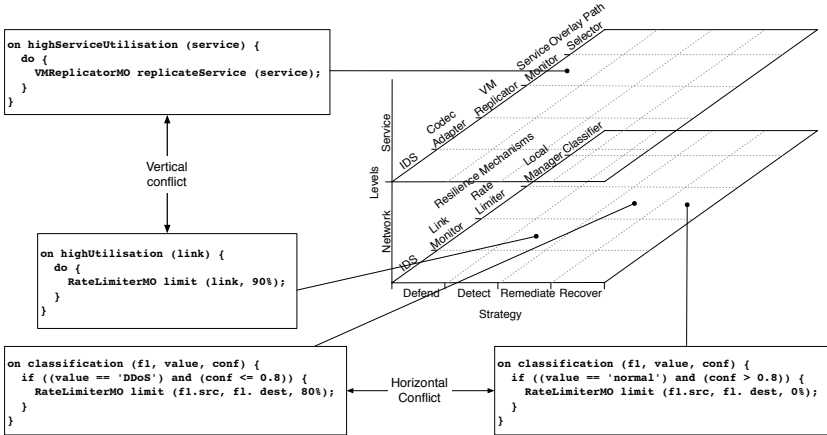 on highServiceUtilisation (service) {
do {
VMReplicatorMO replicateService (service);
}
}
Vertical
conflict
on highUtilisation (link) {
do {
RateLimiterMO limit (link, 90%);
}
}
on classification (fl, value, conf) {
if ((value == 'DDoS') and (conf <= 0.8)) {
RateLimiterMO limit (fl.src, fl. dest, 80%);
}
}
Horizontal
Conflict
on classification (fl, value, conf) {
if ((value == 'normal') and (conf > 0.8)) {
RateLimiterMO limit (fl.src, fl. dest, 0%);
}
}
Levels
Service
Network
IDS
Codec
Adapter
VM
Replicator
Service
Monitor
Overlay Path
Selector
Resilience Mechanisms
IDS
Link
Monitor
Rate
Limiter
Local
Manager
Classifier
Defend
Detect
Remediate
Recover
Strategy